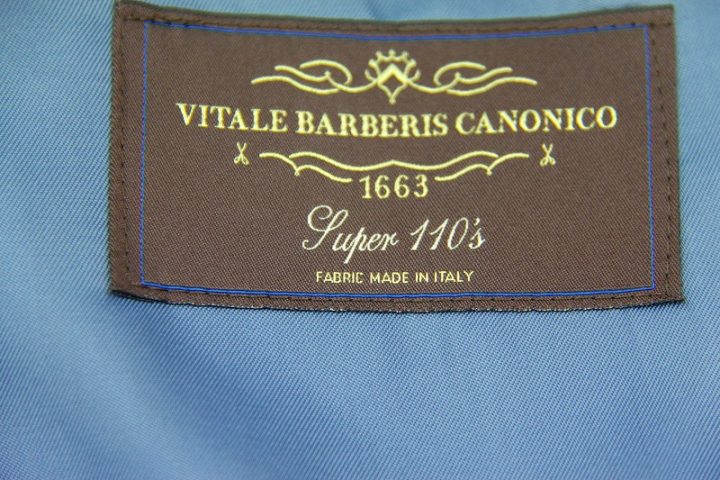 VITALE BARBERIS CANONICO
1663
Super 110's
FABRIC MADE IN ITALY